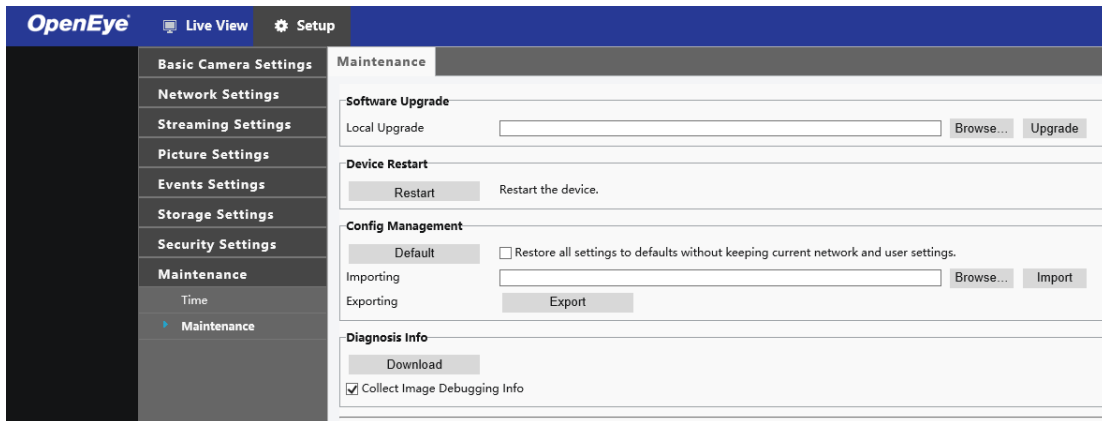 OpenEye Live View Setup
Basic Camera Settings
Network Settings
Streaming Settings
Picture Settings
Events Settings
Storage Settings
Security Settings
Maintenance
Time
Maintenance
Maintenance
Software Upgrade
Local Upgrade Browse... Upgrade
Device Restart
Restart Restart the device.
Config Management
Default Restore all settings to defaults without keeping current network and user settings.
Importing Browse... Import
Exporting Export
Diagnosis Info
Download
Collect Image Debugging Info